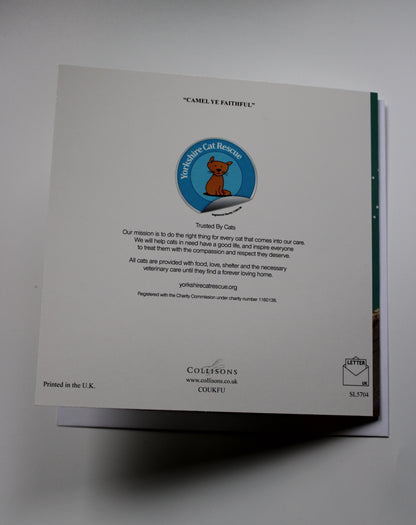 "CAMEL YE FAITHFUL"
Yorkshire Cat Rescue
Trusted By Cats
Our mission is to do the right thing for every cat that comes into our care.
We will help cats in need have a good life, and inspire everyone
to treat them with the compassion and respect they deserve.
All cats are provided with food, love, shelter and the necessary
veterinary care until they find a forever loving home.
yorkshirecatrescue.org
Registered with the Charity Commission under charity number 1160138.
COLLISONS
www.collisons.co.uk
COUKFU
Printed in the U.K.
LETTER
UK
SL5704